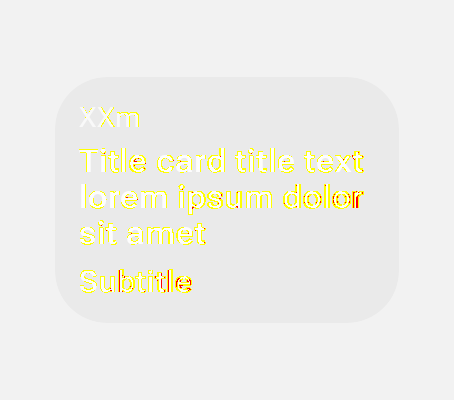 XXm
Title card title text
lorem ipsum dolor
sit amet
Subtitle